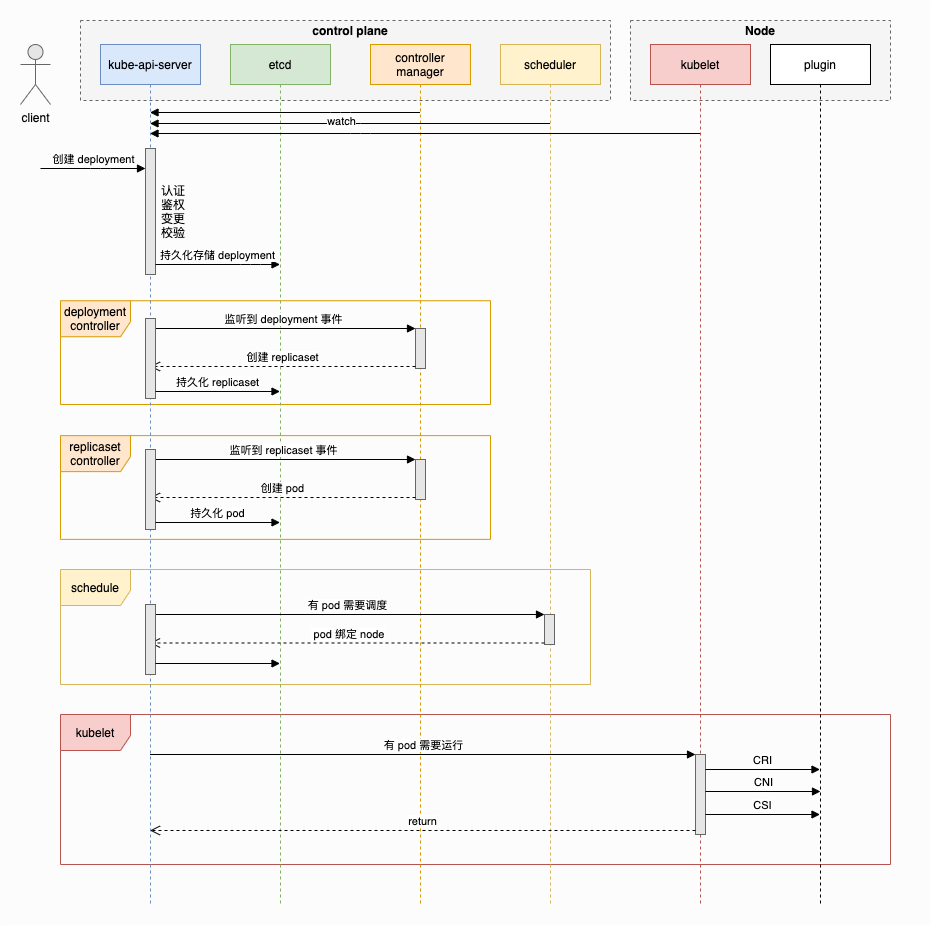 control plane
Node
kube-api-server
etcd
controller
manager
scheduler
kubelet
plugin
client
watch
创建 deployment
认证
鉴权
变更
校验
持久化存储 deployment
deployment
controller
监听到 deployment 事件
创建 replicaset
持久化 replicaset
replicaset
controller
监听到 replicaset 事件
创建 pod
持久化 pod
schedule
有 pod 需要调度
pod 绑定 node
kubelet
有 pod 需要运行
CRI
CNI
CSI
return